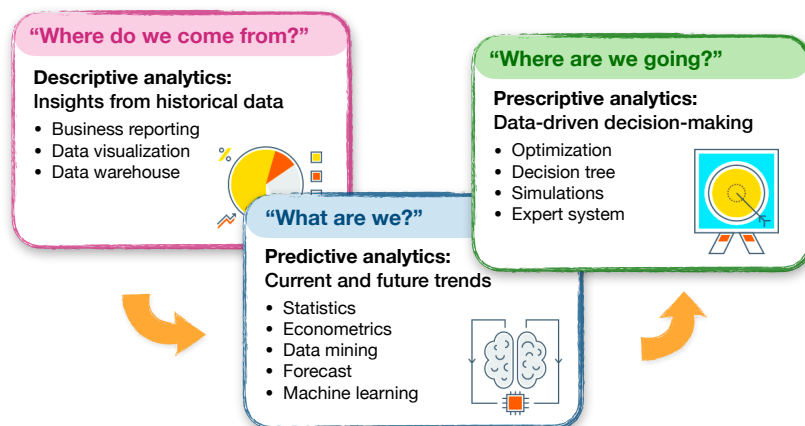 “Where do we come from?”
Descriptive analytics:
Insights from historical data
• Business reporting
• Data visualization
• Data warehouse
%
“What are we?”
Predictive analytics:
Current and future trends
• Statistics
• Econometrics
• Data mining
• Forecast
• Machine learning
“Where are we going?”
Prescriptive analytics:
Data-driven decision-making
• Optimization
• Decision tree
• Simulations
• Expert system